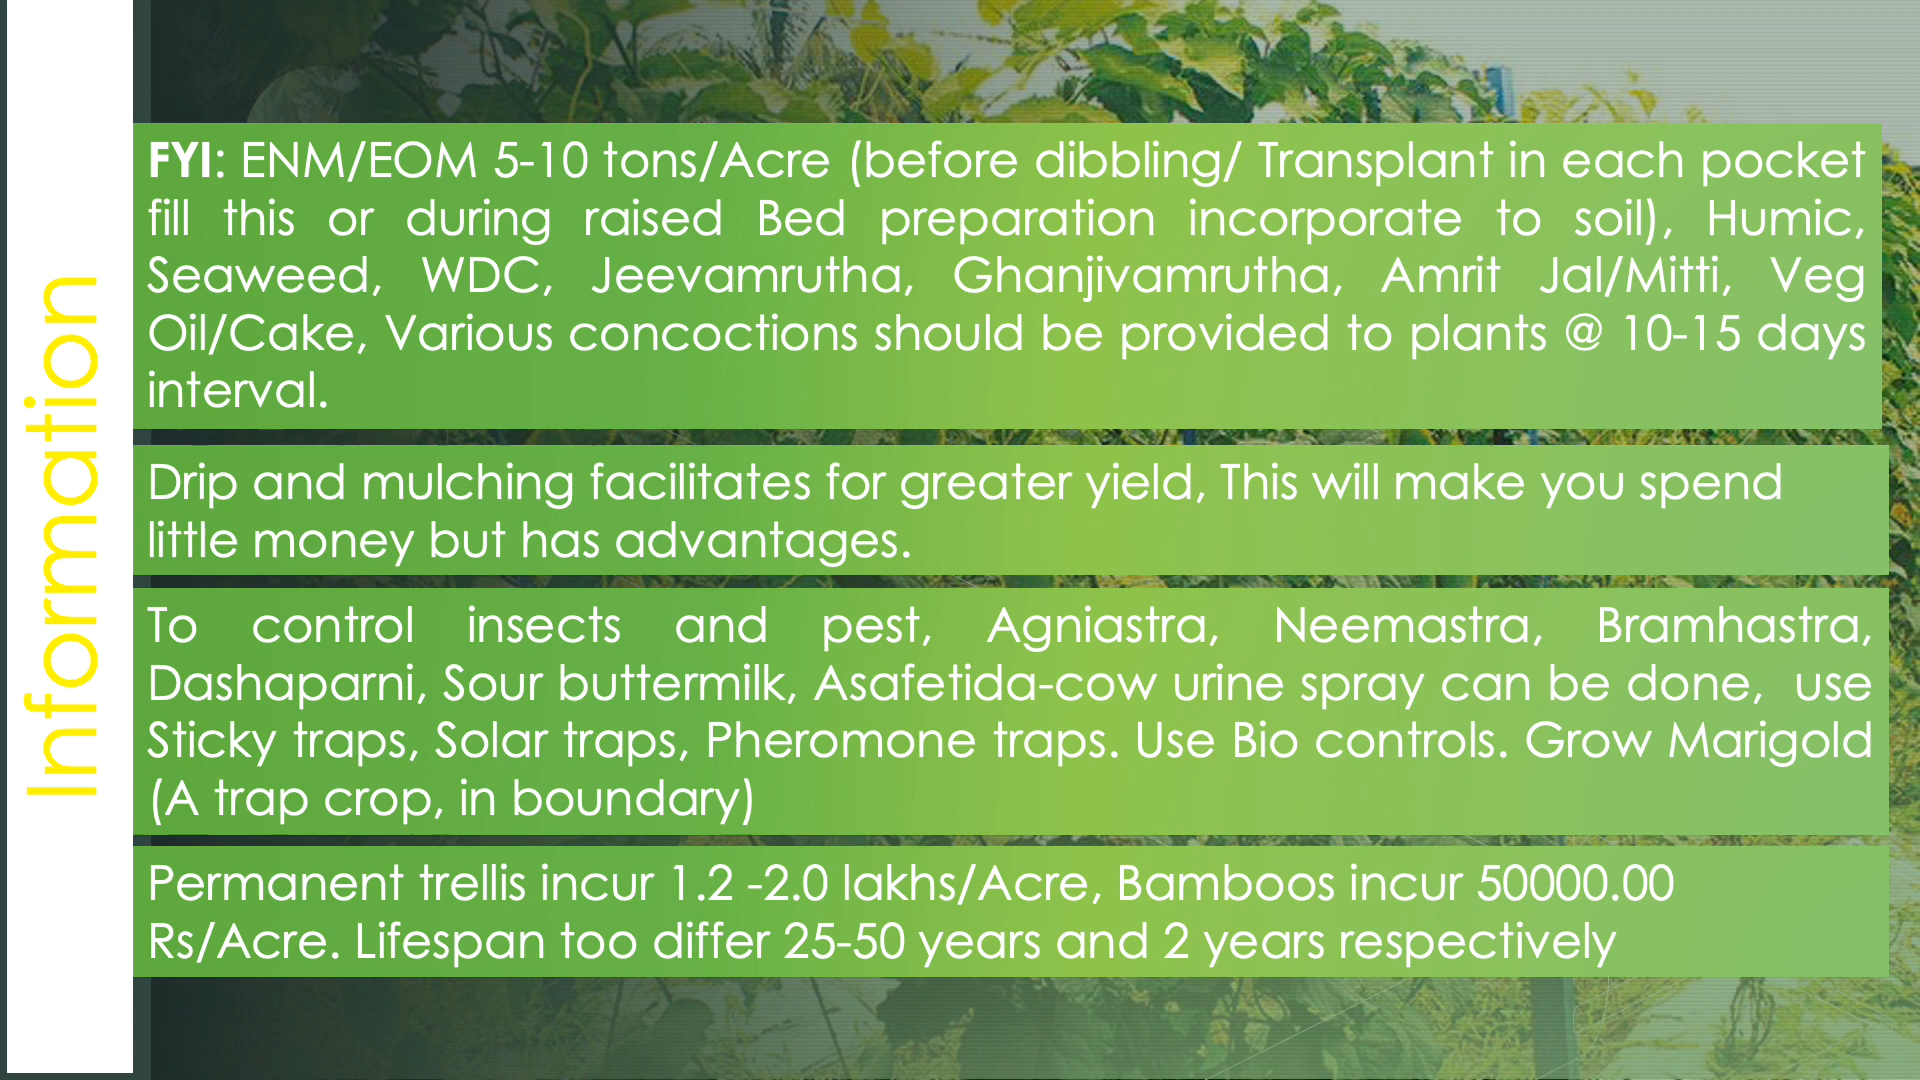 Information
FYI: ENM/EOM 5-10 tons/Acre (before dibbling/ Transplant in each pocket
fill this or during raised Bed preparation incorporate to soil), Humic,
Seaweed, WDC, Jeevamrutha, Ghanjivamrutha, Amrit Jal/Mitti, Veg
Oil/Cake, Various concoctions should be provided to plants @ 10-15 days
interval.
Drip and mulching facilitates for greater yield, This will make you spend
little money but has advantages.
To control insects and pest, Agniastra, Neemastra, Bramhastra,
Dashaparni, Sour buttermilk, Asafetida-cow urine spray can be done, use
Sticky traps, Solar traps, Pheromone traps. Use Bio controls. Grow Marigold
(A trap crop, in boundary)
Permanent trellis incur 1.2 -2.0 lakhs/Acre, Bamboos incur 50000.00
Rs/Acre. Lifespan too differ 25-50 years and 2 years respectively